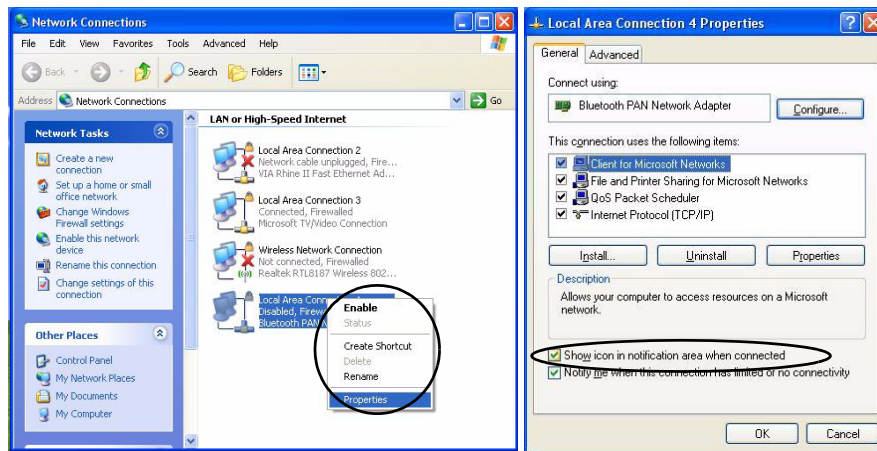 Network Connections
File Edit View Favorites Tools Advanced Help
Back Search Folders
Address Network Connections Go
Network Tasks
Create a new
connection
Set up a home or small
office network
Change Windows
Firewall settings
Enable this network
device
Rename this connection
Change settings of this
connection
Other Places
Control Panel
My Network Places
My Documents
My Computer
LAN or High-Speed Internet
Local Area Connection 2
Network cable unplugged, Fire...
VIA Rhine II Fast Ethernet Ad...
Local Area Connection 3
Connected, Firewalled
Microsoft TV/Video Connection
Wireless Network Connection
Not connected, Firewalled
Realtek RTL8187 Wireless 802...
Local Area
Disabled,
Bluetooth PAN
Enable
Status
Create Shortcut
Delete
Rename
Properties
Local Area Connection 4 Properties
General Advanced
Connect using:
Bluetooth PAN Network Adapter Configure...
This connection uses the following items:
Client for Microsoft Networks
File and Printer Sharing for Microsoft Networks
QoS Packet Scheduler
Internet Protocol (TCP/IP)
Install... Uninstall Properties
Description
Allows your computer to access resources on a Microsoft
network.
Show icon in notification area when connected
Notify me when this connection has limited or no connectivity
OK Cancel